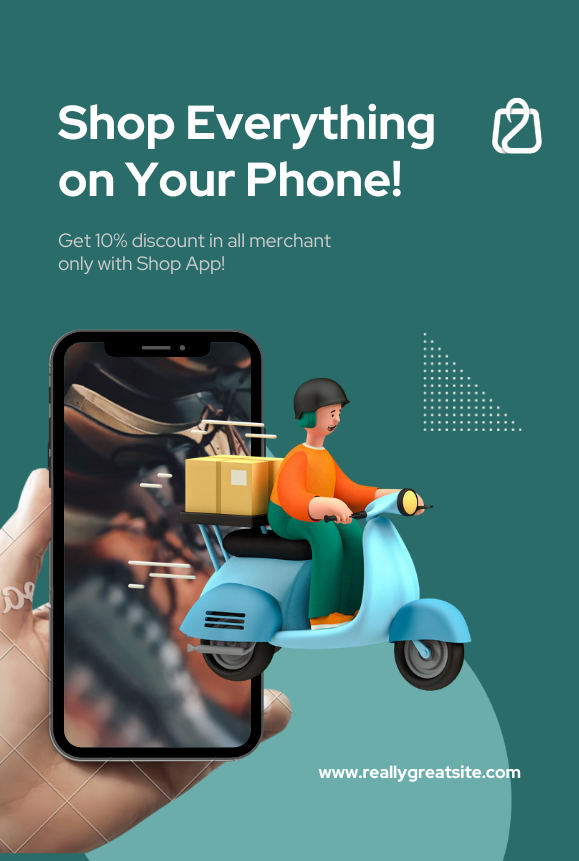 Shop Everything
on Your Phone!
Get 10% discount in all merchant
only with Shop App!
www.reallygreatsite.com